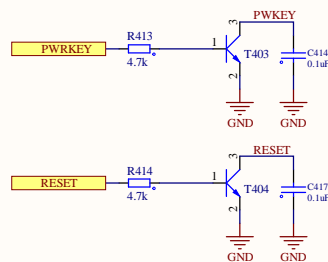 3
PWKEY
R413
PWRKEY
1
T403
C414
4.7k
0.1uF
2
GND
GND
3
RESET
R414
RESET
1
T404
C417
4.7k
0.1uF
2
GND
GND